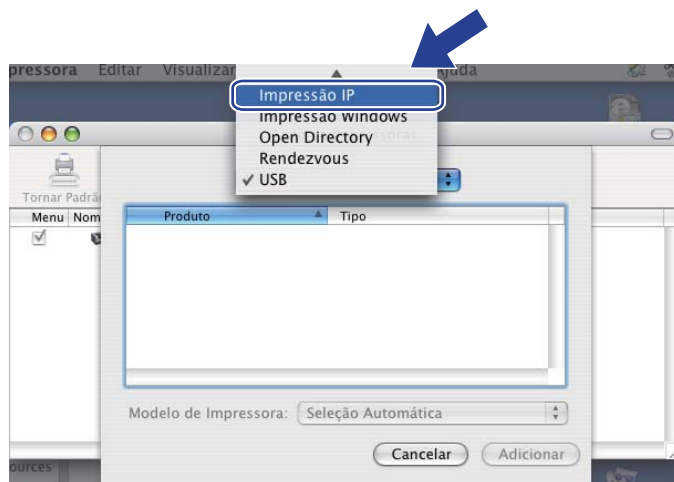 pressora Editar Visualizar Ajuda
Impressão IP
Impressão Windows
Open Directory
Rendezvous
✓ USB
Tornar Padrã
Menu Nom
Produto Tipo
Modelo de Impressora: Seleção Automática
Cancelar Adicionar
ources